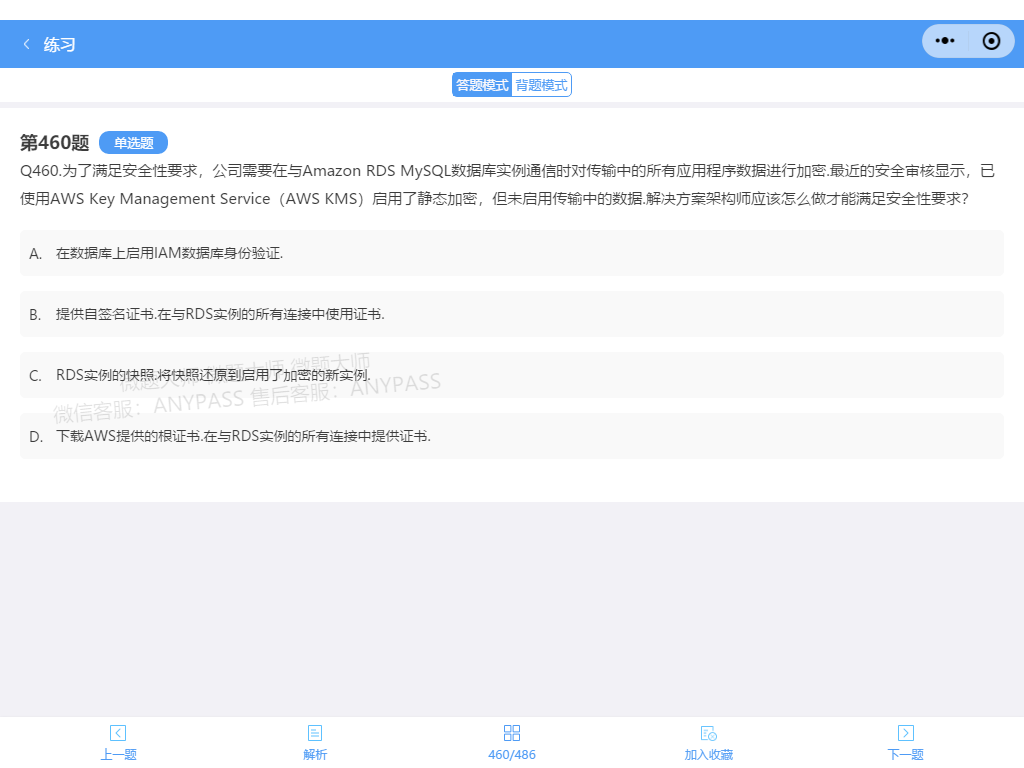 练习
答题模式 背题模式
第460题 单选题
Q460.为了满足安全性要求，公司需要在与Amazon RDS MySQL数据库实例通信时对传输中的所有应用程序数据进行加密.最近的安全审核显示，已
使用AWS Key Management Service（AWS KMS）启用了静态加密，但未启用传输中的数据.解决方案架构师应该怎么做才能满足安全性要求？
A. 在数据库上启用IAM数据库身份验证.
B. 提供自签名证书.在与RDS实例的所有连接中使用证书.
C. RDS实例的快照.将快照还原到启用了加密的新实例.
微题大师 微题大师 微题大师
微信客服：ANYPASS 售后客服：ANYPASS
D. 下载AWS提供的根证书.在与RDS实例的所有连接中提供证书.
上一题 解析 460/486 加入收藏 下一题